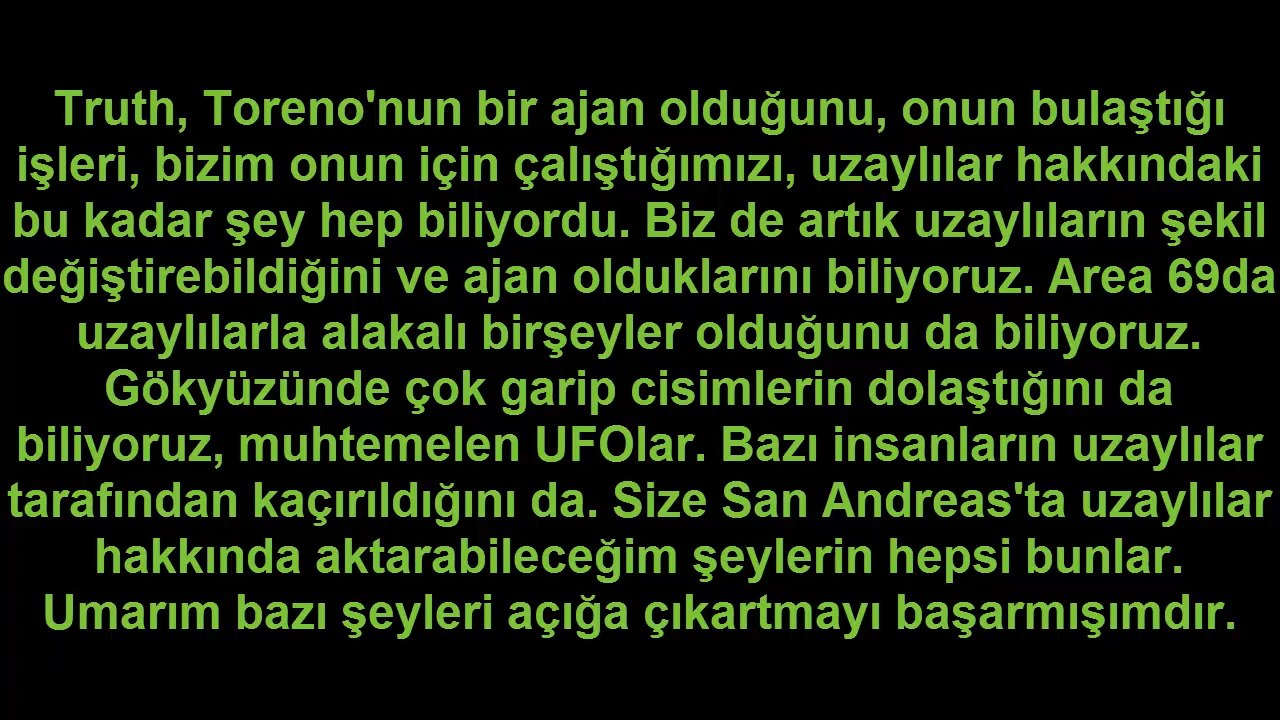 Truth, Toreno'nun bir ajan olduğunu, onun bulaştığı
işleri, bizim onun için çalıştığımızı, uzaylılar hakkındaki
bu kadar şey hep biliyordu. Biz de artık uzaylıların şekil
değiştirebildiğini ve ajan olduklarını biliyoruz. Area 69da
uzaylılarla alakalı birşeyler olduğunu da biliyoruz.
Gökyüzünde çok garip cisimlerin dolaştığını da
biliyoruz, muhtemelen UFOlar. Bazı insanların uzaylılar
tarafından kaçırıldığını da. Size San Andreas'ta uzaylılar
hakkında aktarabileceğim şeylerin hepsi bunlar.
Umarım bazı şeyleri açığa çıkartmayı başarmışımdır.